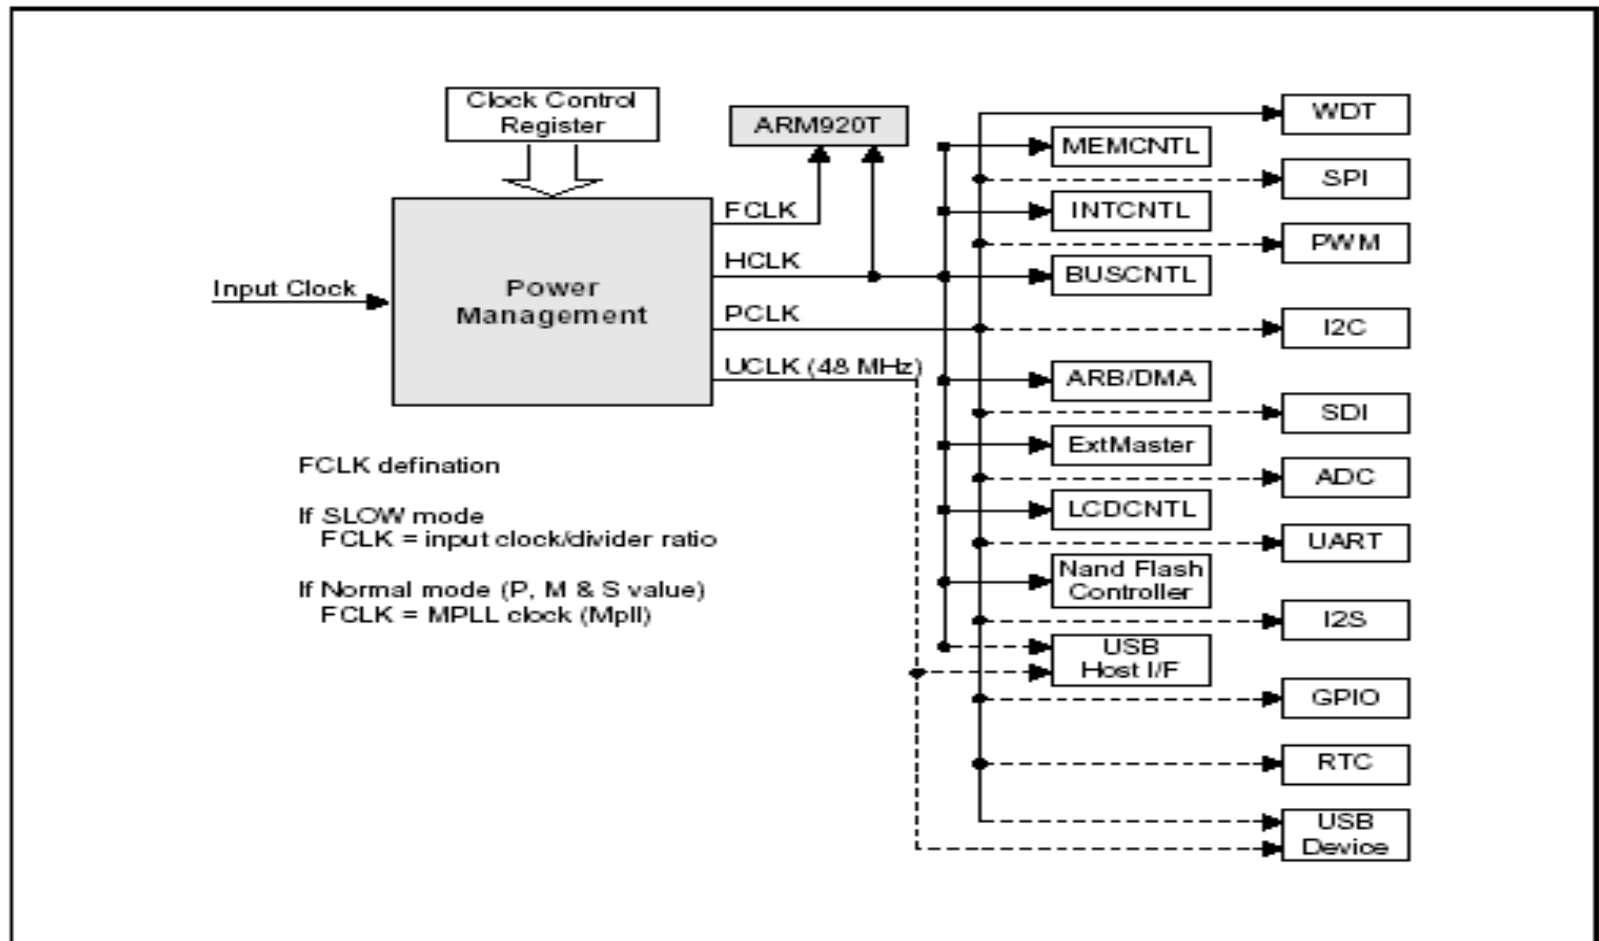 Clock Control
Register
ARM920T
Input Clock
Power
Management
FCLK
HCLK
PCLK
UCLK (48 MHz)
FCLK defination
If SLOW mode
FCLK = input clock/divider ratio
If Normal mode (P, M & S value)
FCLK = MPLL clock (Mpll)
MEMCNTL
INTCNTL
BUSCNTL
ARB/DMA
ExtMaster
LCDCNTL
Nand Flash
Controller
USB
Host I/F
WDT
SPI
PWM
I2C
SDI
ADC
UART
I2S
GPIO
RTC
USB
Device